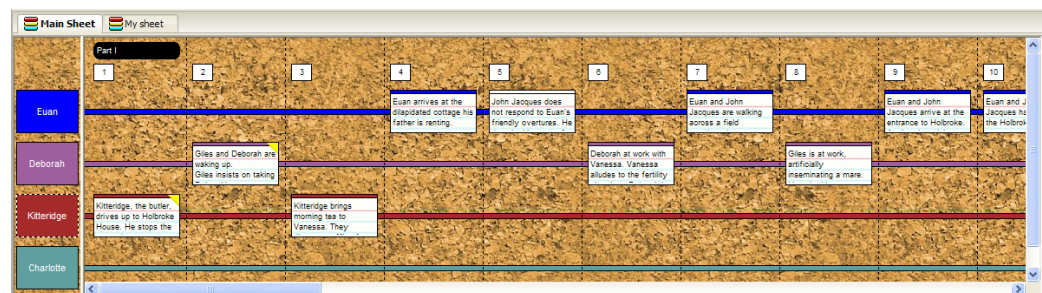 Main Sheet
My sheet
Part I
1
2
3
4
5
6
7
8
9
10
Euan
Euan arrives at the
dilapidated cottage his
father is renting.
John Jacques does
not respond to Euan's
friendly overtures. He
Euan and John
Jacques are walking
across a field
Euan and John
Jacques arrive at the
entrance to Holbroke.
Euan and J
Jacques ha
the Holbrok
Deborah
Giles and Deborah are
waking up.
Giles insists on taking
Deborah at work with
Vanessa. Vanessa
alludes to the fertility
Giles is at work,
artificially
inseminating a mare.
Kitteridge
Kitteridge, the butler,
drives up to Holbroke
House. He stops the
Kitteridge brings
morning tea to
Vanessa. They
Charlotte